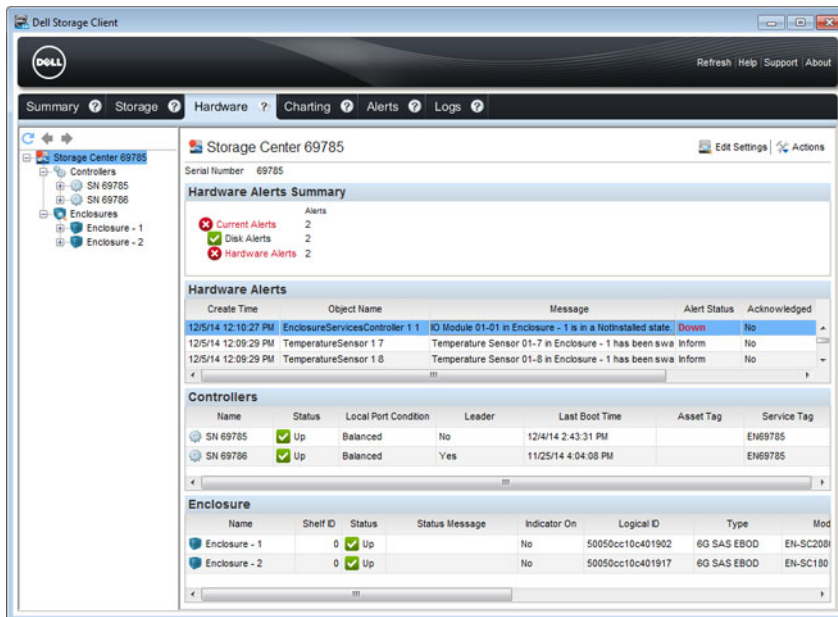 Dell Storage Client
DELL
Refresh Help Support About
Summary ? Storage ? Hardware ? Charting ? Alerts ? Logs ?
Storage Center 69785
Controllers
SN 69785
SN 69786
Enclosures
Enclosure - 1
Enclosure - 2
Storage Center 69785
Edit Settings Actions
Serial Number 69785
Hardware Alerts Summary
Alerts
Current Alerts 2
Disk Alerts 2
Hardware Alerts 2
Hardware Alerts
Create Time Object Name Message Alert Status Acknowledged
12/5/14 12:10:27 PM EnclosureServicesController 1 1 IO Module 01-01 in Enclosure - 1 is in a NotInstalled state. Down No
12/5/14 12:09:29 PM TemperatureSensor 1 7 Temperature Sensor 01-7 in Enclosure - 1 has been swa Inform No
12/5/14 12:09:29 PM TemperatureSensor 1 8 Temperature Sensor 01-8 in Enclosure - 1 has been swa Inform No
Controllers
Name Status Local Port Condition Leader Last Boot Time Asset Tag Service Tag
SN 69785 Up Balanced No 12/4/14 2:43:31 PM EN69785
SN 69786 Up Balanced Yes 11/25/14 4:04:08 PM EN69785
Enclosure
Name Shelf ID Status Status Message Indicator On Logical ID Type Mod
Enclosure - 1 0 Up No 50050cc10c401902 6G SAS EBOD EN-SC208
Enclosure - 2 0 Up No 50050cc10c401917 6G SAS EBOD EN-SC180